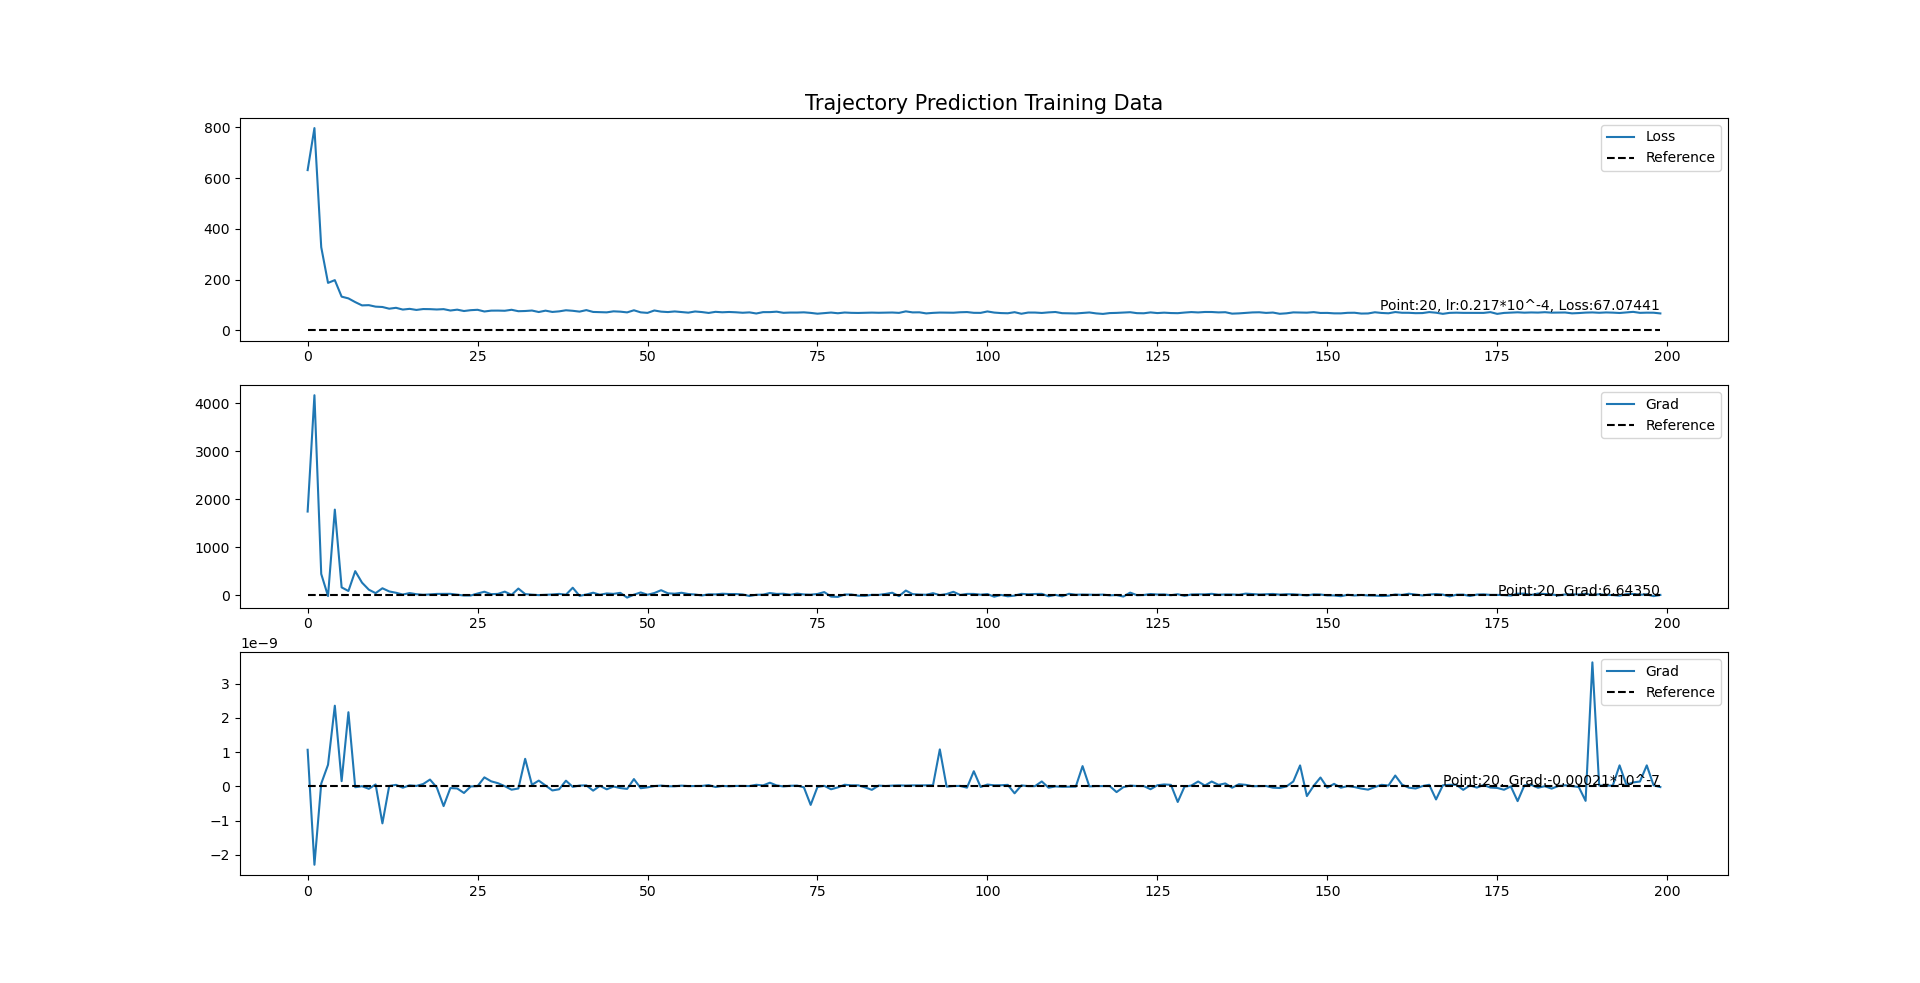 Trajectory Prediction Training Data
800
600
400
200
0
Loss
Reference
Point:20, lr:0.217*10^-4, Loss:67.07441
0 25 50 75 100 125 150 175 200
4000
3000
2000
1000
0
Grad
Reference
Point:20, Grad:6.64350
0 25 50 75 100 125 150 175 200
1e−9
3
2
1
0
−1
−2
Grad
Reference
Point:20, Grad:-0.00021*10^-7
0 25 50 75 100 125 150 175 200